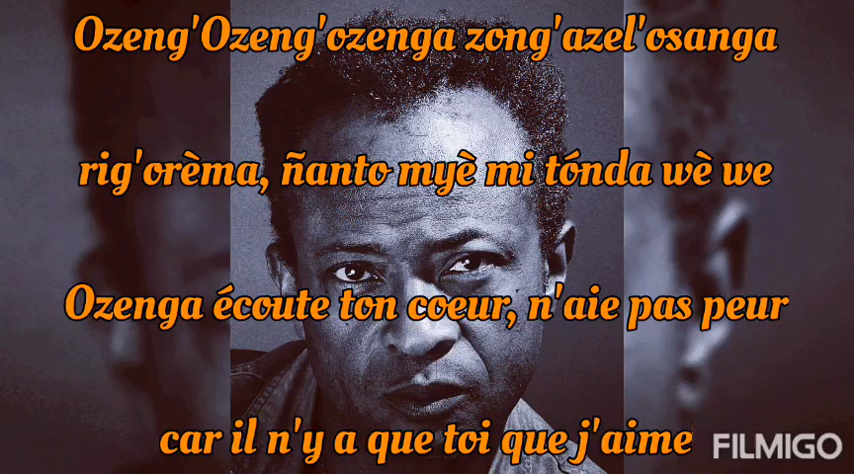 Ozeng'Ozeng'ozenga zong'azel'osanga
rig'orèma, ñanto myè mi tónda wè we
Ozenga écoute ton coeur, n'aie pas peur
car il n'y a que toi que j'aime
FILMIGO